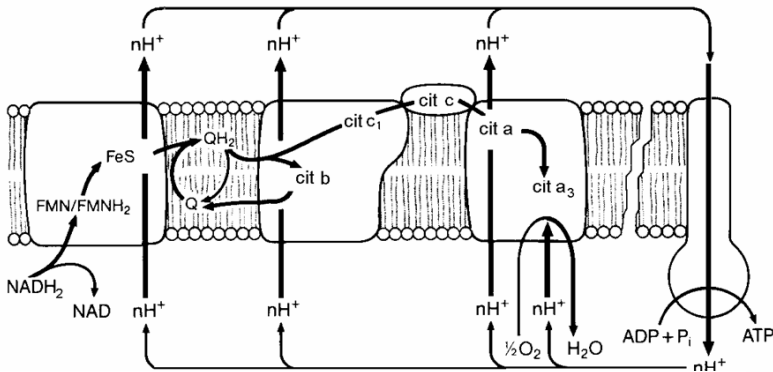 nH⁺ nH⁺ nH⁺
cit c
cit c₁
QH₂ cit a
FeS
cit b
cit a₃
Q
FMN/FMNH₂
NADH₂
NAD nH⁺ nH⁺ nH⁺ nH⁺
½O₂ H₂O
ADP + Pᵢ ATP
nH⁺